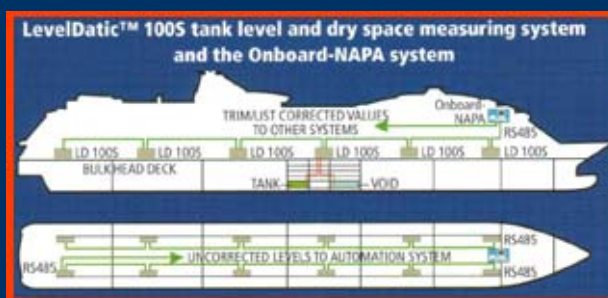 LevelDatic™ 100S tank level and dry space measuring system
and the Onboard-NAPA system
TRIM/LIST CORRECTED VALUES
TO OTHER SYSTEMS
Onboard-
NAPA
RS485
LD 100S LD 100S LD 100S LD 100S LD 100S LD 100S
BULKHEAD DECK
TANK VOID
RS485
UNCORRECTED LEVELS TO AUTOMATION SYSTEM
RS485
RS485